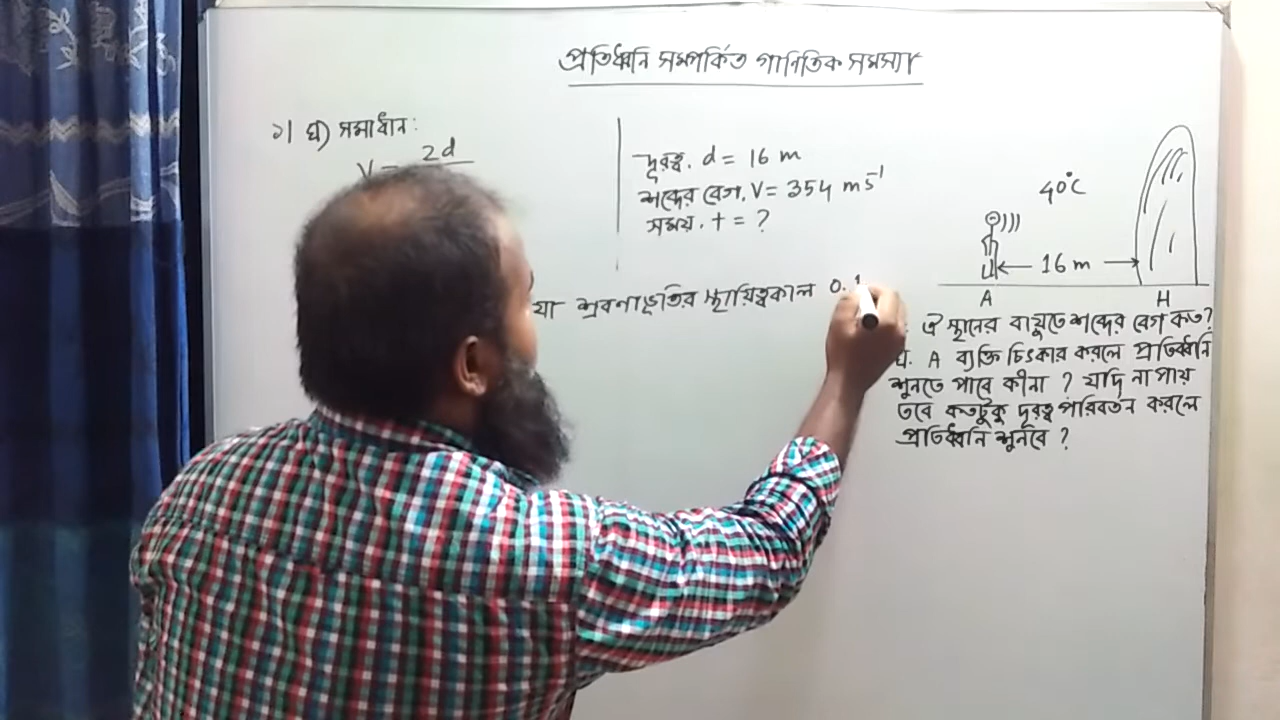 প্রতিধ্বনি সম্পর্কিত গানিতিক সমস্যা
১। ঘ) সমাধান:
V = 2d
দূরত্ব, d = 16 m
শব্দের বেগ, V = 354 ms⁻¹
সময়, t = ?
যা শ্রবণানুভূতির স্থায়িত্বকাল 0.1
40°C
16 m
A H
ঐ স্থানের বায়ুতে শব্দের বেগ কত?
ঘ. A ব্যক্তি চিৎকার করলে প্রতিধ্বনি
শুনতে পাবে কীনা ? যদি না পায়
তবে কতটুকু দূরত্ব পরিবর্তন করলে
প্রতিধ্বনি শুনবে ?